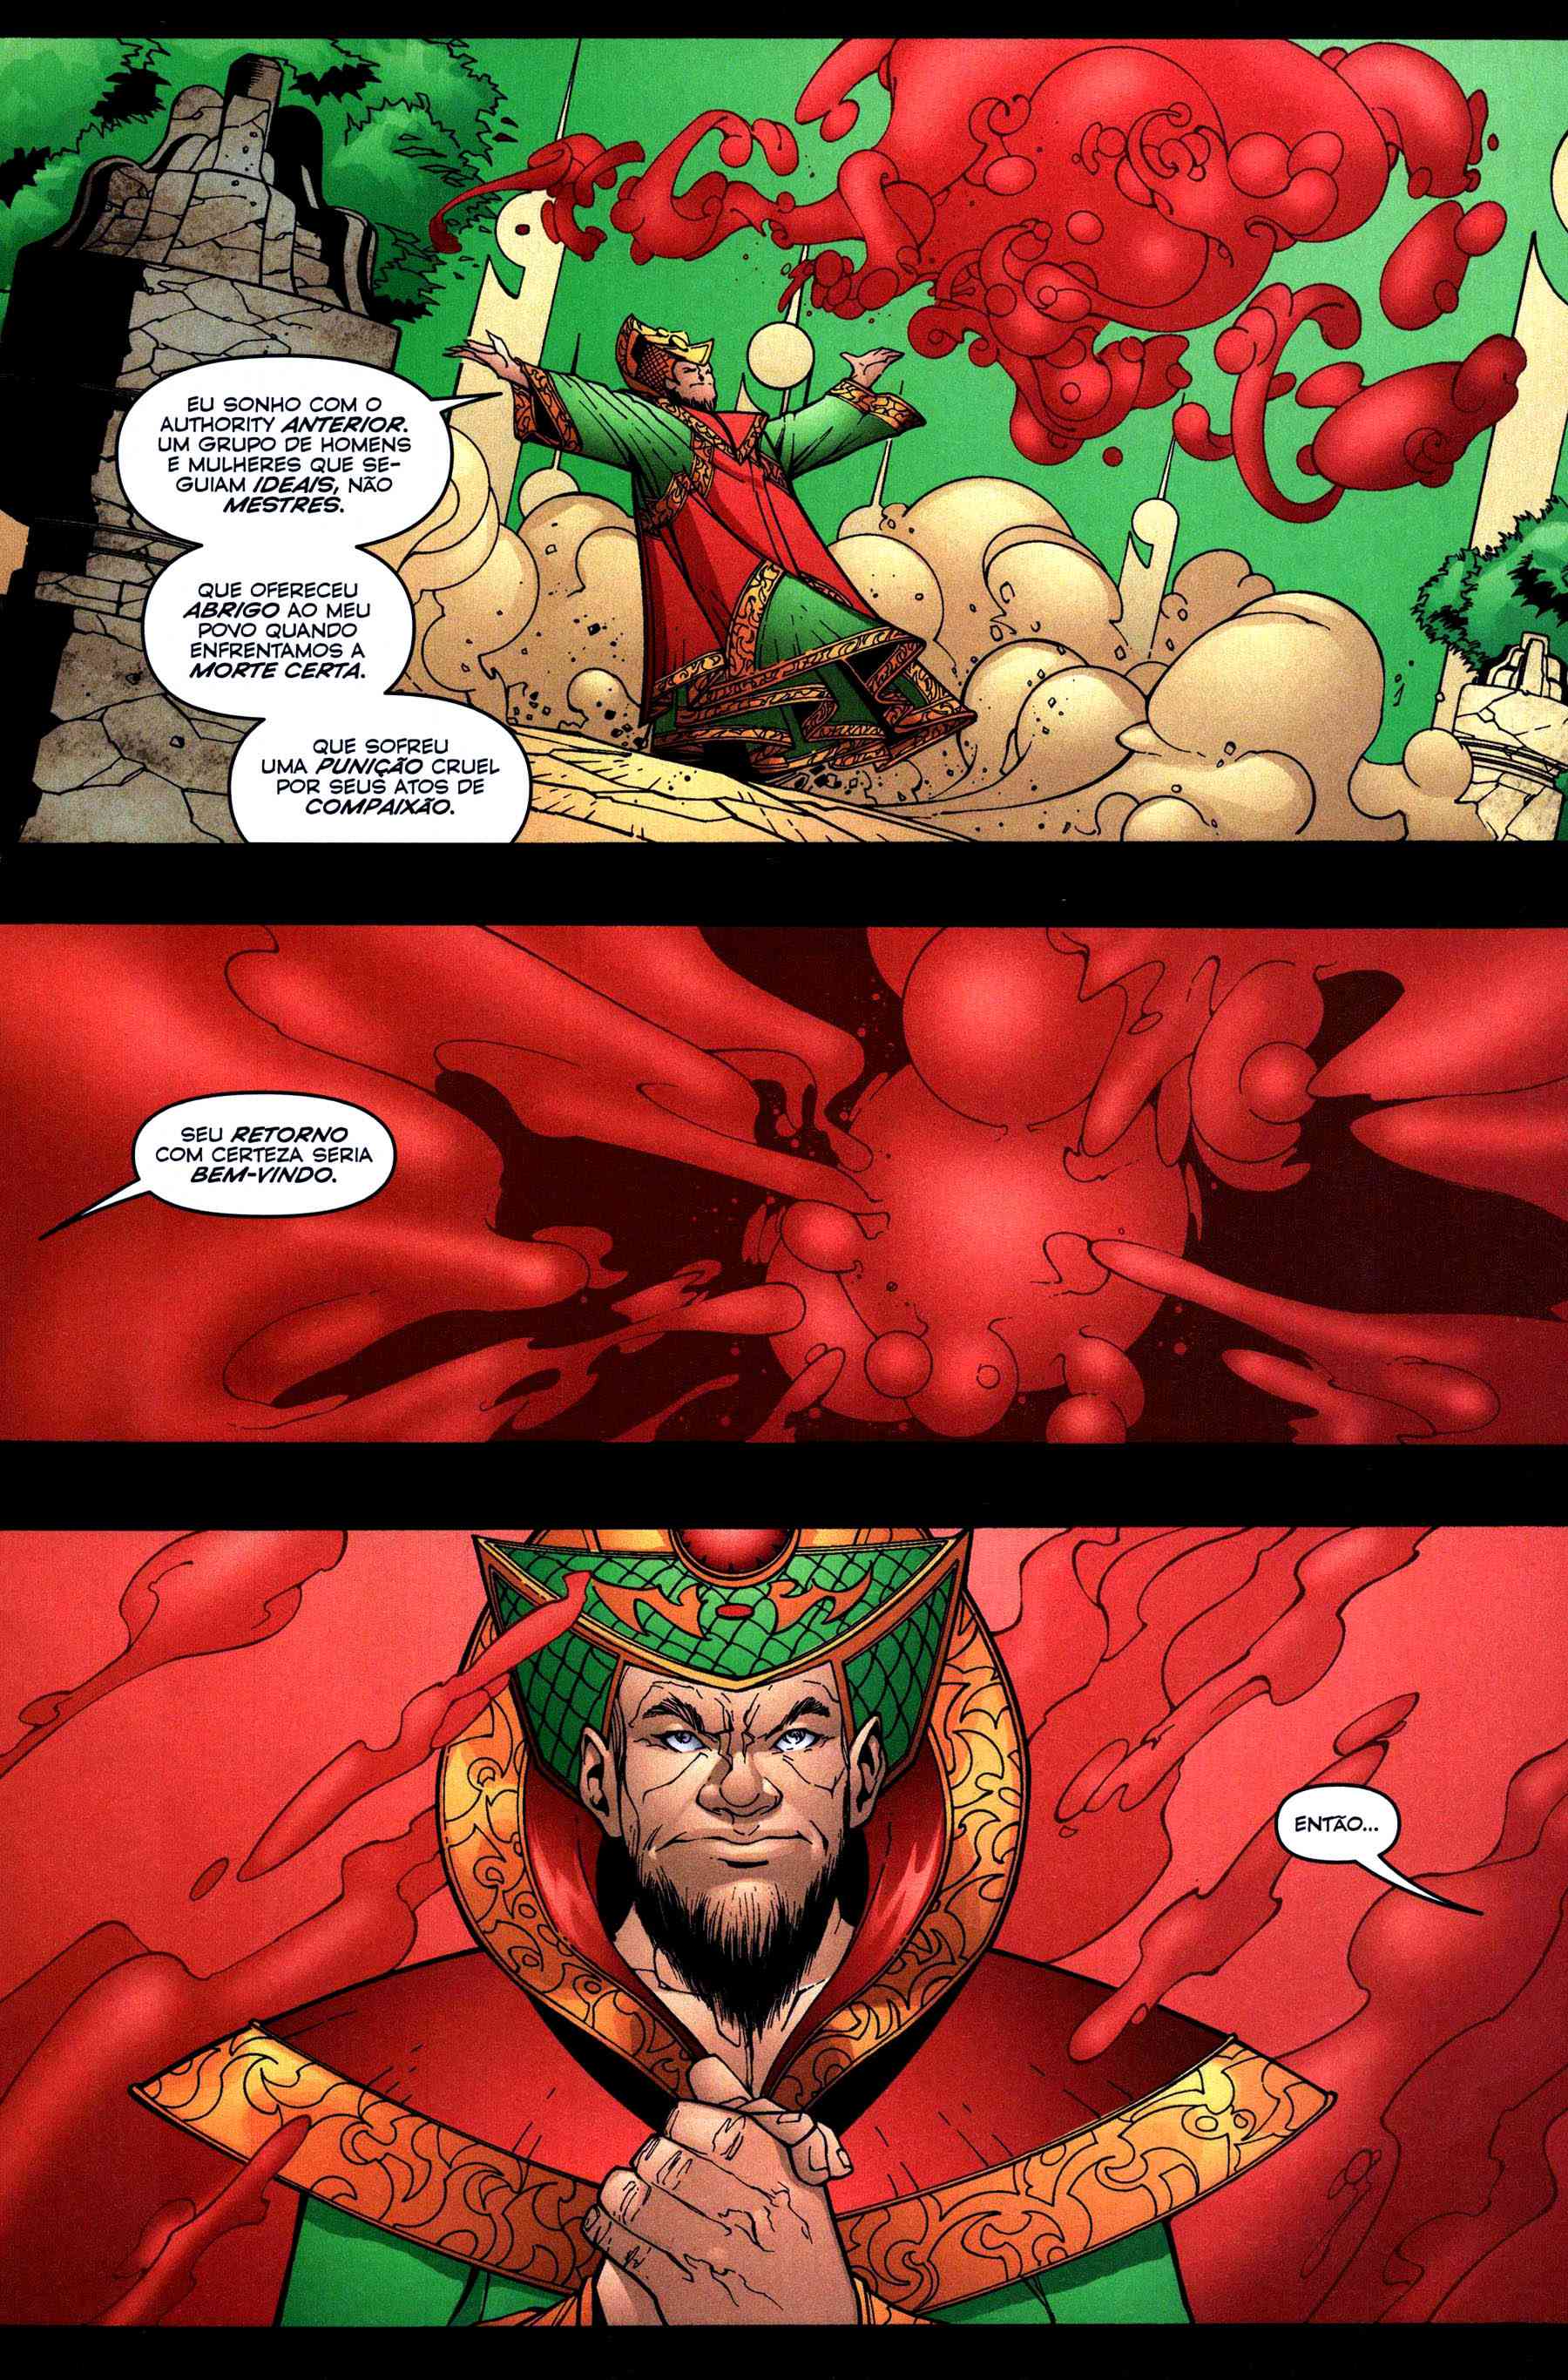 EU SONHO COM O
AUTHORITY ANTERIOR.
UM GRUPO DE HOMENS
E MULHERES QUE SE-
GUIAM IDEAIS, NÃO
MESTRES.
QUE OFERECEU
ABRIGO AO MEU
POVO QUANDO
ENFRENTAMOS A
MORTE CERTA.
QUE SOFREU
UMA PUNIÇÃO CRUEL
POR SEUS ATOS DE
COMPAIXÃO.
SEU RETORNO
COM CERTEZA SERIA
BEM-VINDO.
ENTÃO...